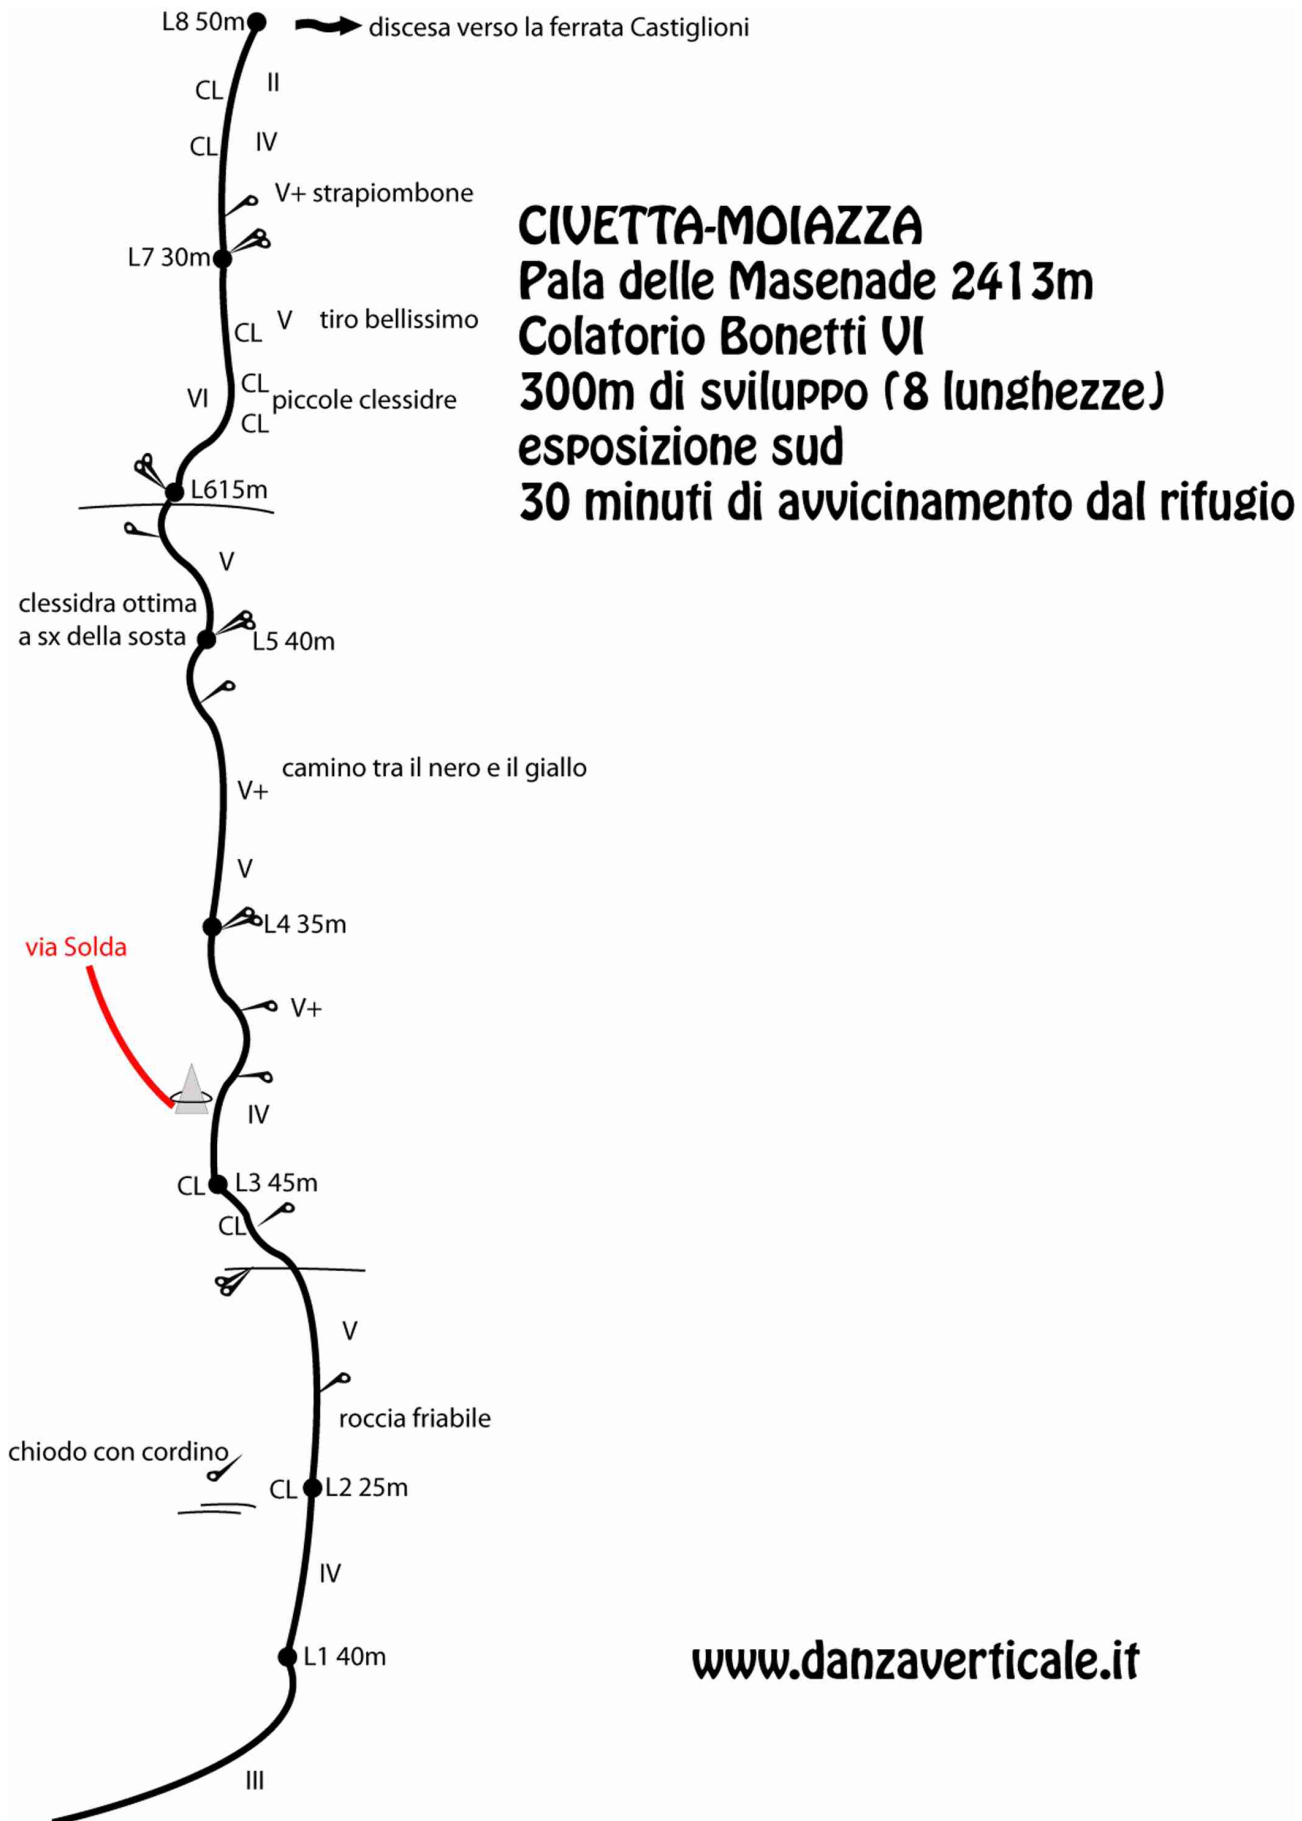 L8 50m
discesa verso la ferrata Castiglioni
CL
II
CL
IV
V+ strapiombone
L7 30m
CL
V
tiro bellissimo
VI
CL
piccole clessidre
CL
CIVETTA-MOIAZZA
Pala delle Masenade 2413m
Colatorio Bonetti VI
300m di sviluppo (8 lunghezze)
esposizione sud
30 minuti di avvicinamento dal rifugio
L615m
V
clessidra ottima
a sx della sosta
L5 40m
camino tra il nero e il giallo
V+
V
L4 35m
via Solda
V+
IV
CL
L3 45m
CL
V
roccia friabile
chiodo con cordino
CL
L2 25m
IV
L1 40m
www.danzaverticale.it
III